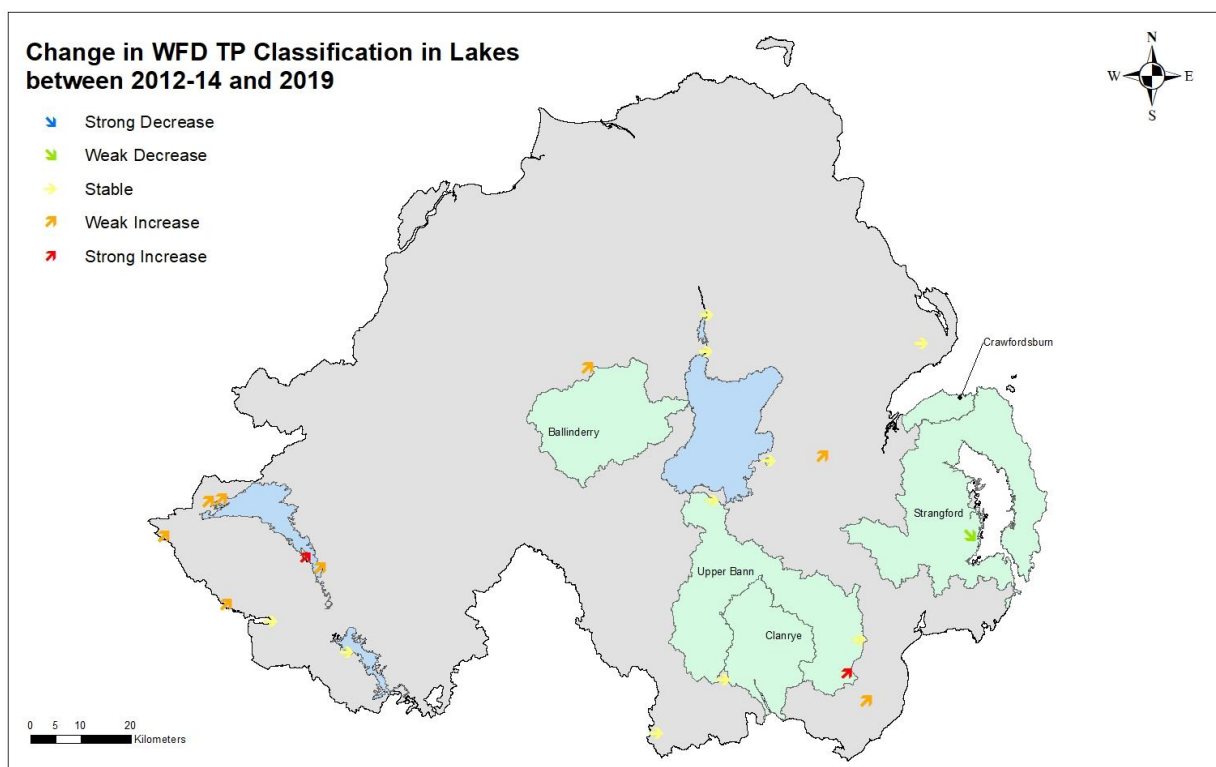 Change in WFD TP Classification in Lakes
between 2012-14 and 2019
Strong Decrease
Weak Decrease
Stable
Weak Increase
Strong Increase
N
W E
S
Crawfordsburn
Ballinderry
Strangford
Upper Bann
Clanrye
0 5 10 20
Kilometers